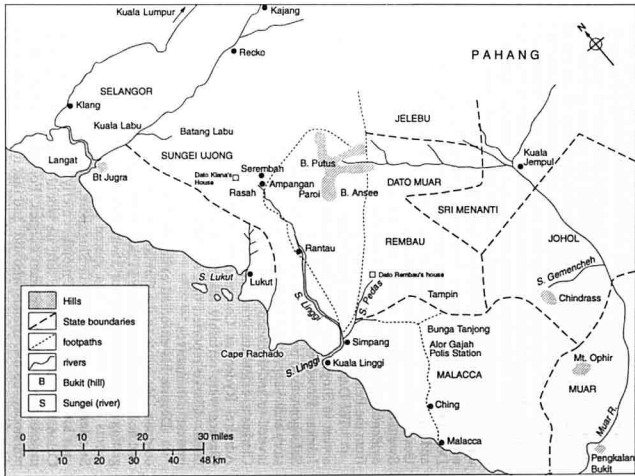 Kuala Lumpur
Kajang
Recko
N
PAHANG
SELANGOR
Klang
Kuala Labu
Batang Labu
JELEBU
Langat
Bt Jugra
SUNGEI UJONG
Dato Klana's
House
Serembah
Ampangan
Rasah
Paroi
B. Putus
B. Ansee
DATO MUAR
Kuala
Jempul
SRI MENANTI
Rantau
REMBAU
JOHOL
S. Lukut
Lukut
Dato Rembau's house
S. Gemencheh
Chindrass
S. Linggi
S. Pedas
Tampin
Cape Rachado
Simpang
Bunga Tanjong
Alor Gajah
Polis Station
S. Linggi
Kuala Linggi
MALACCA
Mt. Ophir
MUAR
Ching
Malacca
Muar R.
Pengkalan
Bukit
Hills
State boundaries
footpaths
rivers
B Bukit (hill)
S Sungei (river)
0 10 20 30 miles
10 20 30 40 48 km